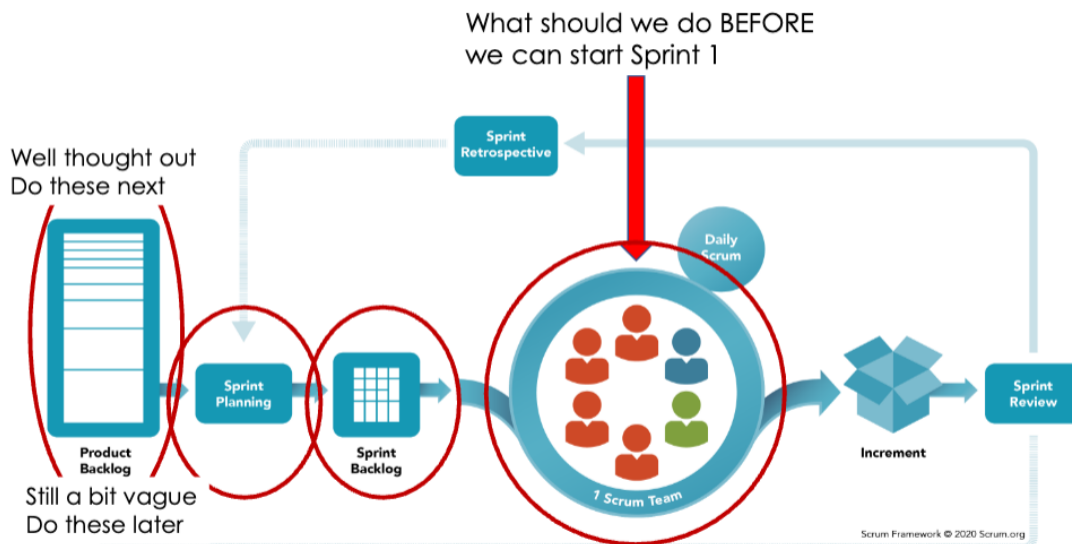 What should we do BEFORE
we can start Sprint 1
Sprint
Retrospective
Well thought out
Do these next
Daily
Scrum
Sprint
Planning
Product
Backlog
Sprint
Backlog
1 Scrum Team
Increment
Sprint
Review
Still a bit vague
Do these later
Scrum Framework © 2020 Scrum.org